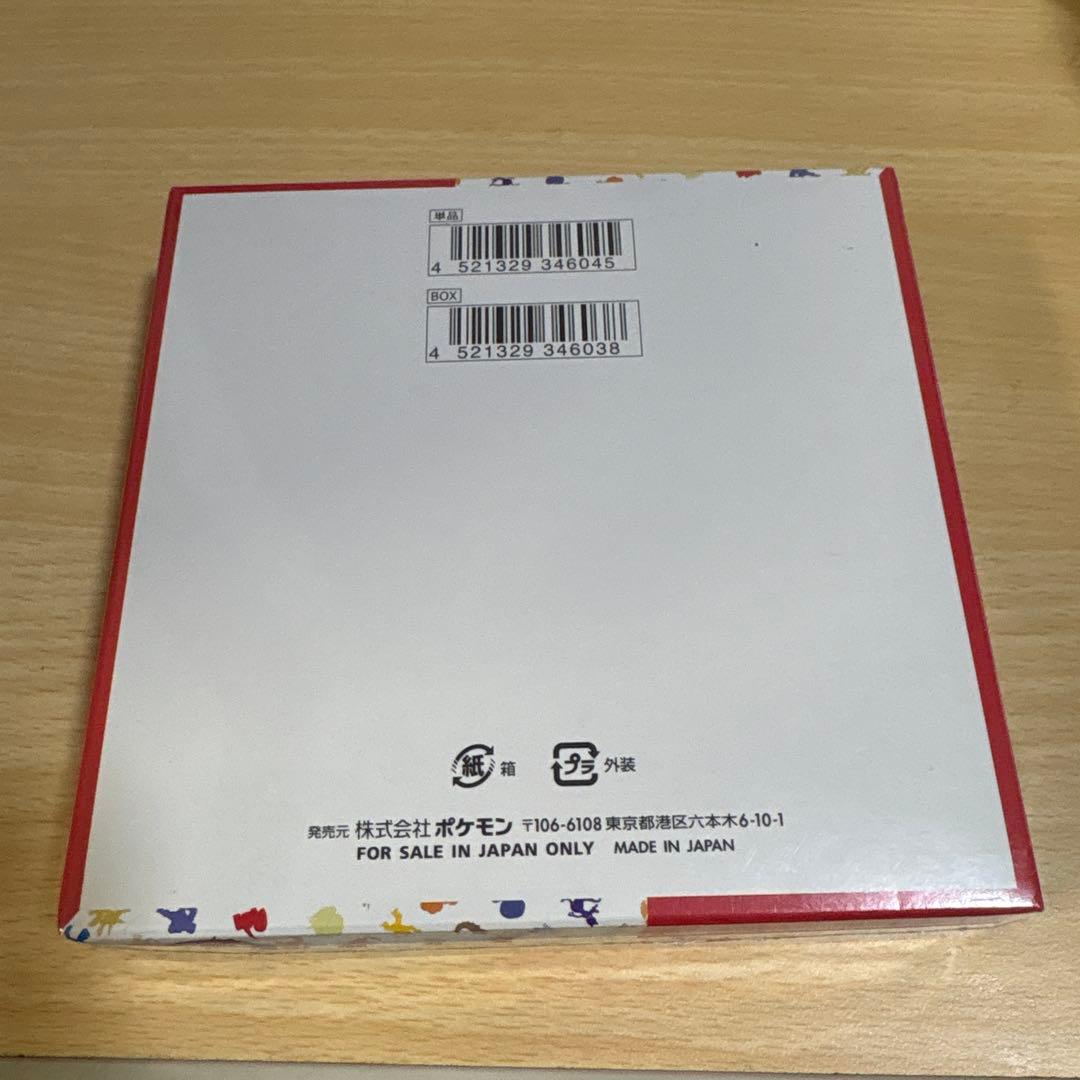 単品
4 521329 346045
BOX
4 521329 346038
紙 箱 プラ 外装
発売元 株式会社ポケモン 〒106-6108 東京都港区六本木6-10-1
FOR SALE IN JAPAN ONLY MADE IN JAPAN